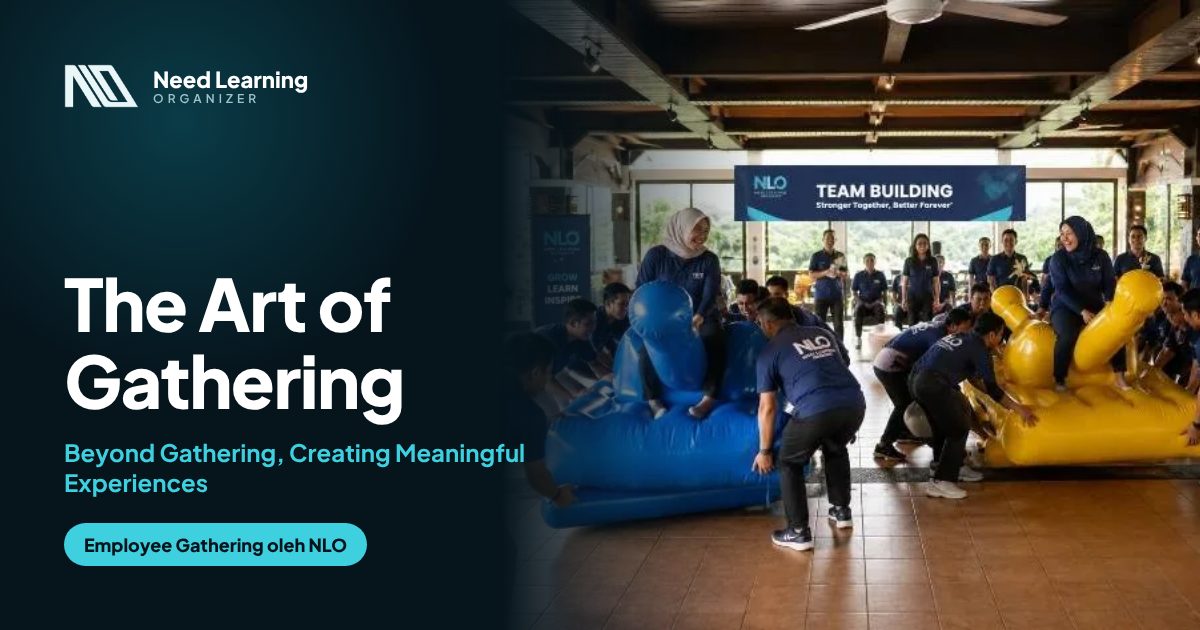 Need Learning
ORGANIZER
The Art of
Gathering
Beyond Gathering, Creating Meaningful
Experiences
Employee Gathering oleh NLO
NLO
TEAM BUILDING
Stronger Together, Better Forever"
NLO
GROW
LEARN
INSPIRE
NLO
NLO